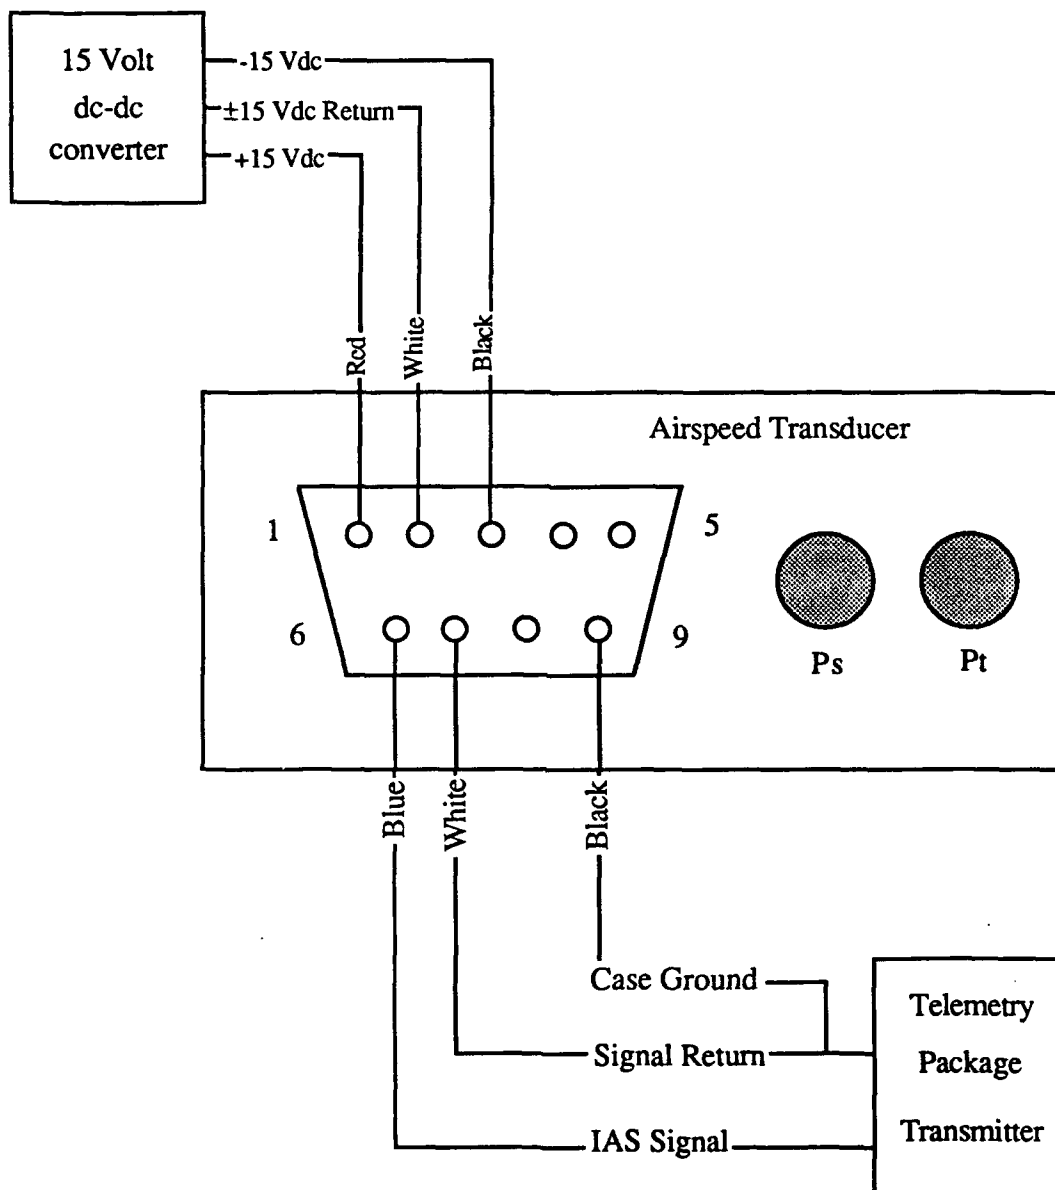 15 Volt
dc-dc
converter
-15 Vdc
±15 Vdc Return
+15 Vdc
Red
White
Black
Airspeed Transducer
1
5
6
9
Ps
Pt
Blue
White
Black
Case Ground
Signal Return
IAS Signal
Telemetry
Package
Transmitter